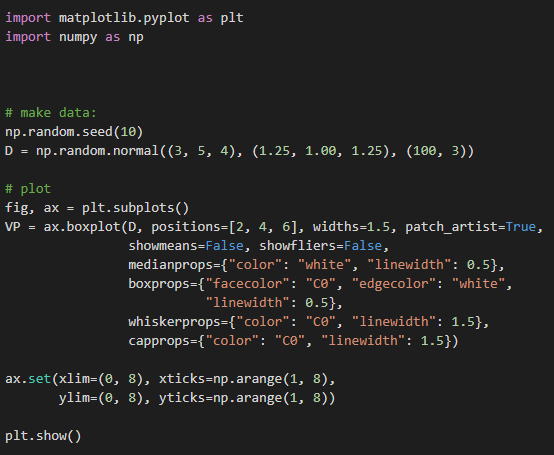 import matplotlib.pyplot as plt
import numpy as np
# make data:
np.random.seed(10)
D = np.random.normal((3, 5, 4), (1.25, 1.00, 1.25), (100, 3))
# plot
fig, ax = plt.subplots()
VP = ax.boxplot(D, positions=[2, 4, 6], widths=1.5, patch_artist=True,
                showmeans=False, showfliers=False,
                medianprops={"color": "white", "linewidth": 0.5},
                boxprops={"facecolor": "C0", "edgecolor": "white",
                          "linewidth": 0.5},
                whiskerprops={"color": "C0", "linewidth": 1.5},
                capprops={"color": "C0", "linewidth": 1.5})
ax.set(xlim=(0, 8), xticks=np.arange(1, 8),
       ylim=(0, 8), yticks=np.arange(1, 8))
plt.show()